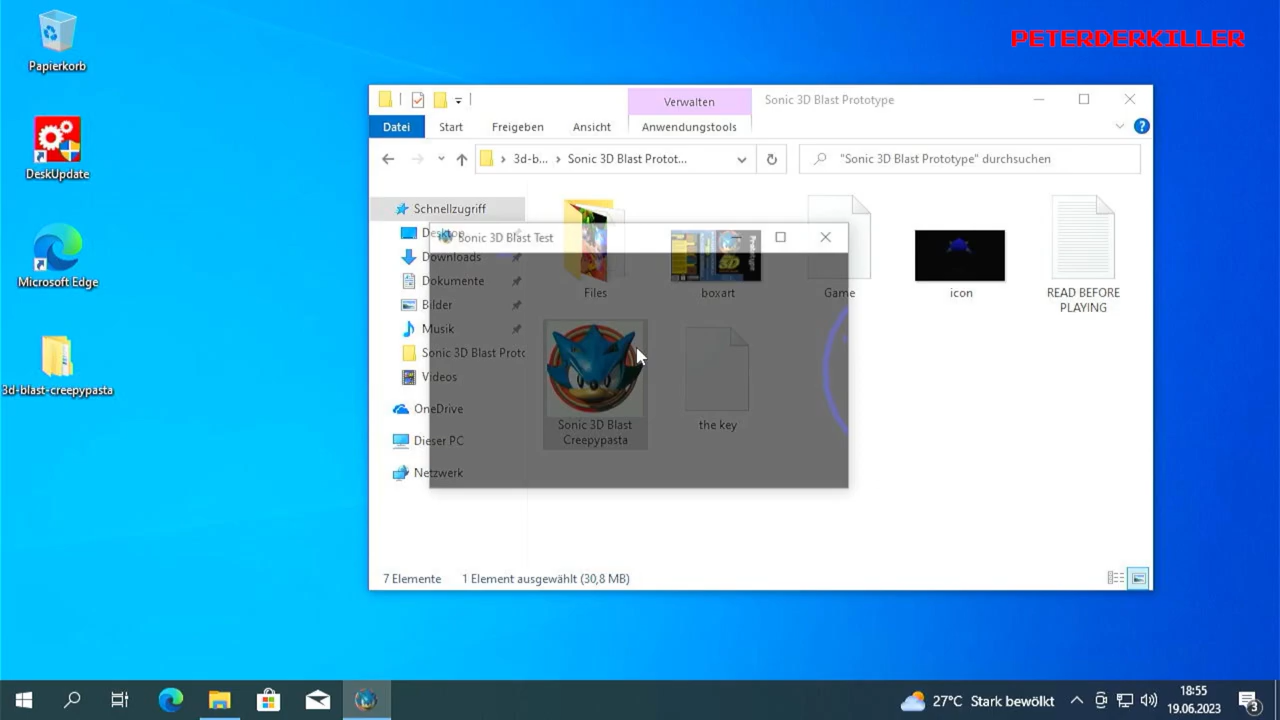 PETERDERKILLER
Papierkorb
DeskUpdate
Microsoft Edge
3d-blast-creepypasta
Verwalten
Sonic 3D Blast Prototype
Datei
Start
Freigeben
Ansicht
Anwendungstools
3d-b...
Sonic 3D Blast Protot...
"Sonic 3D Blast Prototype" durchsuchen
Schnellzugriff
Desktop
Downloads
Dokumente
Bilder
Musik
Sonic 3D Blast Proto
Videos
OneDrive
Dieser PC
Netzwerk
Sonic 3D Blast Test
Files
boxart
Prototype
Game
icon
READ BEFORE
PLAYING
Sonic 3D Blast
Creepypasta
the key
7 Elemente
1 Element ausgewählt (30,8 MB)
27°C Stark bewölkt
18:55
19.06.2023
3